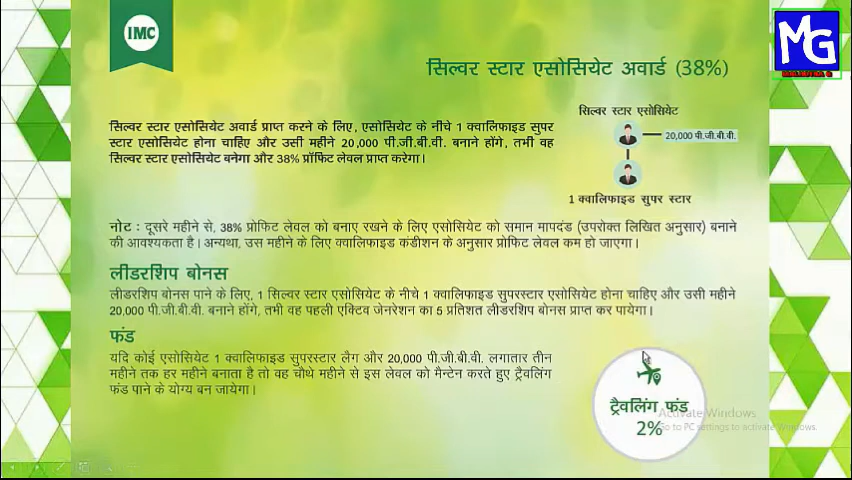 IMC
MG
सिल्वर स्टार एसोसियेट अवार्ड (38%)
सिल्वर स्टार एसोसियेट अवार्ड प्राप्त करने के लिए, एसोसियेट के नीचे 1 क्वालिफाइड सुपर
स्टार एसोसियेट होना चाहिए और उसी महीने 20,000 पी.जी.बी.वी. बनाने होंगे, तभी वह
सिल्वर स्टार एसोसियेट बनेगा और 38% प्रॉफिट लेवल प्राप्त करेगा।
सिल्वर स्टार एसोसियेट
20,000 पी.जी.बी.वी.
1 क्वालिफाइड सुपर स्टार
नोट : दूसरे महीने से, 38% प्रोफिट लेवल को बनाए रखने के लिए एसोसियेट को समान मापदंड (उपरोक्त लिखित अनुसार) बनाने
की आवश्यकता है। अन्यथा, उस महीने के लिए क्वालिफाइड कंडीशन के अनुसार प्रोफिट लेवल कम हो जाएगा।
लीडरशिप बोनस
लीडरशिप बोनस पाने के लिए, 1 सिल्वर स्टार एसोसियेट के नीचे 1 क्वालिफाइड सुपरस्टार एसोसियेट होना चाहिए और उसी महीने
20,000 पी.जी.बी.वी. बनाने होंगे, तभी वह पहली एक्टिव जेनरेशन का 5 प्रतिशत लीडरशिप बोनस प्राप्त कर पायेगा।
फंड
यदि कोई एसोसियेट 1 क्वालिफाइड सुपरस्टार लैग और 20,000 पी.जी.बी.वी. लगातार तीन
महीने तक हर महीने बनाता है तो वह चौथे महीने से इस लेवल को मैन्टेन करते हुए ट्रैवलिंग
फंड पाने के योग्य बन जायेगा।
ट्रैवलिंग फंड
2%
Activate Windows
Go to PC settings to activate Windows.